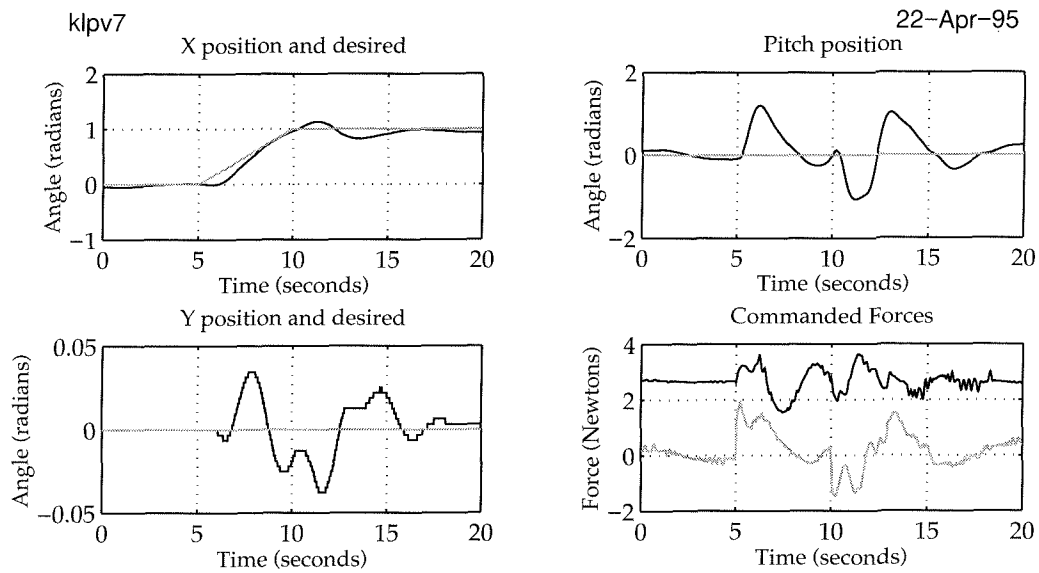 klpv7
22-Apr-95
X position and desired
Angle (radians)
2
1
0
-1
0 5 10 15 20
Time (seconds)
Pitch position
Angle (radians)
2
0
-2
0 5 10 15 20
Time (seconds)
Y position and desired
Angle (radians)
0.05
0
-0.05
0 5 10 15 20
Time (seconds)
Commanded Forces
Force (Newtons)
4
2
0
-2
0 5 10 15 20
Time (seconds)